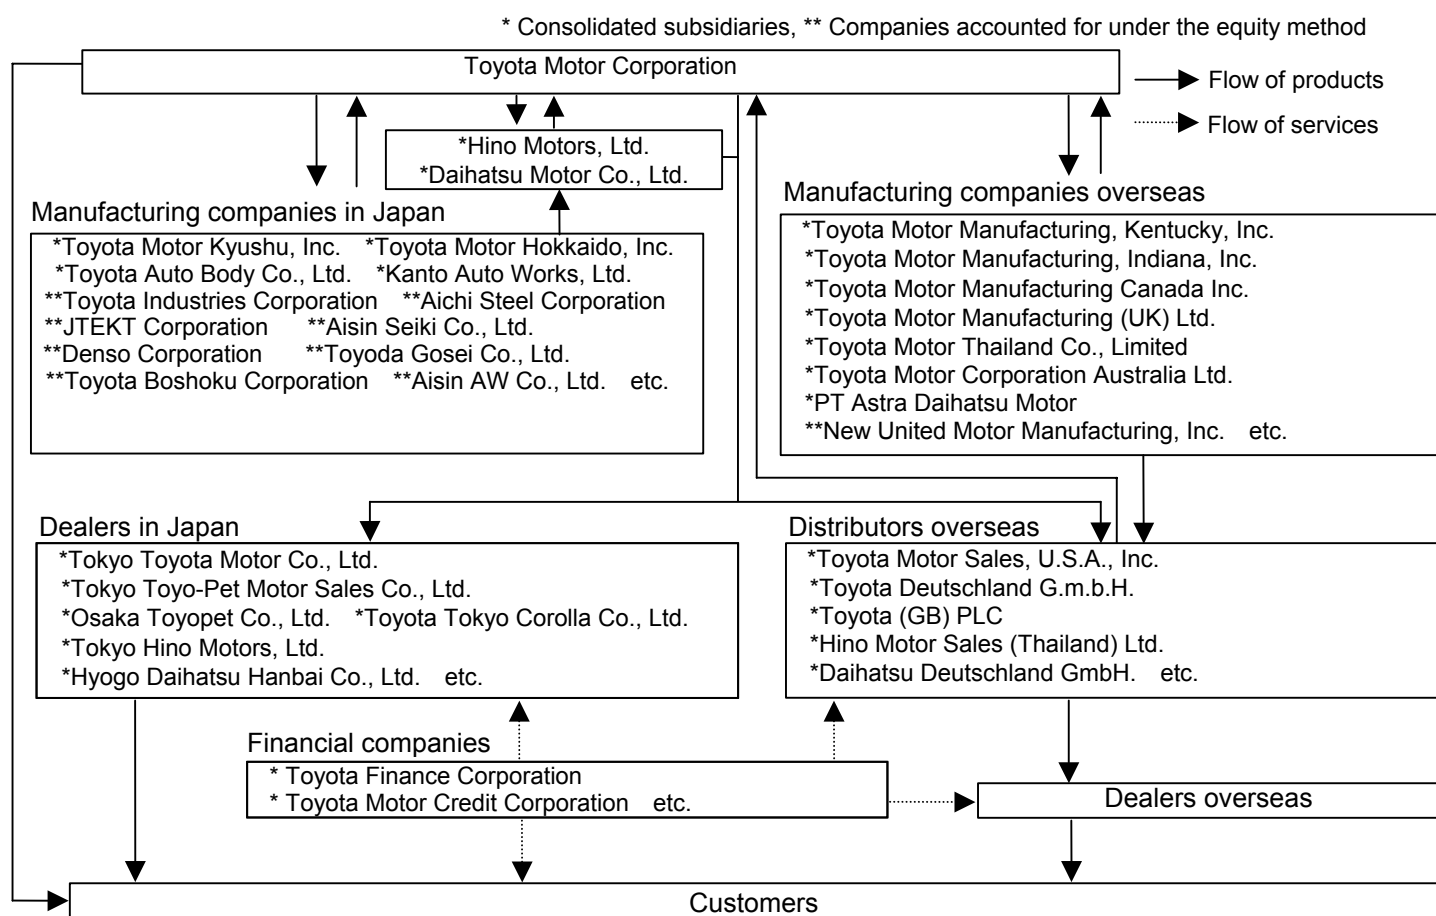 * Consolidated subsidiaries, ** Companies accounted for under the equity method
Toyota Motor Corporation
Flow of products
Flow of services
*Hino Motors, Ltd.
*Daihatsu Motor Co., Ltd.
Manufacturing companies in Japan
*Toyota Motor Kyushu, Inc. *Toyota Motor Hokkaido, Inc.
*Toyota Auto Body Co., Ltd. *Kanto Auto Works, Ltd.
**Toyota Industries Corporation **Aichi Steel Corporation
**JTEKT Corporation **Aisin Seiki Co., Ltd.
**Denso Corporation **Toyoda Gosei Co., Ltd.
**Toyota Boshoku Corporation **Aisin AW Co., Ltd. etc.
Manufacturing companies overseas
*Toyota Motor Manufacturing, Kentucky, Inc.
*Toyota Motor Manufacturing, Indiana, Inc.
*Toyota Motor Manufacturing Canada Inc.
*Toyota Motor Manufacturing (UK) Ltd.
*Toyota Motor Thailand Co., Limited
*Toyota Motor Corporation Australia Ltd.
*PT Astra Daihatsu Motor
**New United Motor Manufacturing, Inc. etc.
Dealers in Japan
*Tokyo Toyota Motor Co., Ltd.
*Tokyo Toyo-Pet Motor Sales Co., Ltd.
*Osaka Toyopet Co., Ltd. *Toyota Tokyo Corolla Co., Ltd.
*Tokyo Hino Motors, Ltd.
*Hyogo Daihatsu Hanbai Co., Ltd. etc.
Distributors overseas
*Toyota Motor Sales, U.S.A., Inc.
*Toyota Deutschland G.m.b.H.
*Toyota (GB) PLC
*Hino Motor Sales (Thailand) Ltd.
*Daihatsu Deutschland GmbH. etc.
Financial companies
* Toyota Finance Corporation
* Toyota Motor Credit Corporation etc.
Dealers overseas
Customers